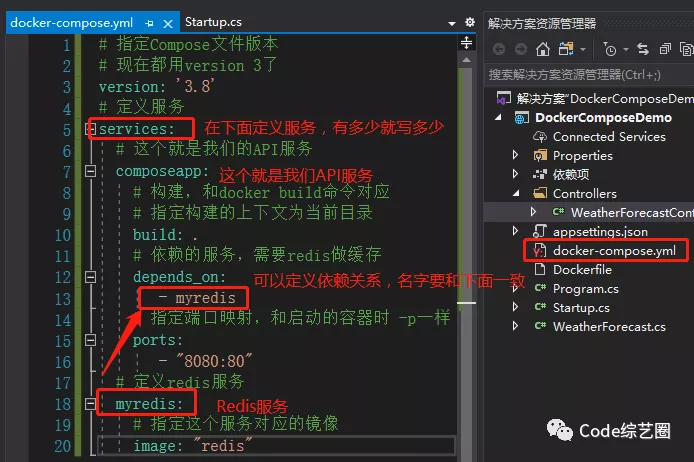 docker-compose.yml
Startup.cs
1 # 指定Compose文件版本
2 # 现在都用version 3了
3 version: '3.8'
4 # 定义服务
5 services:
在下面定义服务，有多少就写多少
6 # 这个就是我们的API服务
7 composeapp:
这个就是我们API服务
8 # 构建，和docker build命令对应
9 # 指定构建的上下文为当前目录
10 build: .
11 # 依赖的服务，需要redis做缓存
12 depends_on:
可以定义依赖关系，名字要和下面一致
13 - myredis
14 指定端口映射，和启动的容器时 -p一样
15 ports:
16 - "8080:80"
17 # 定义redis服务
18 myredis:
Redis服务
19 # 指定这个服务对应的镜像
20 image: "redis"
解决方案资源管理器
搜索解决方案资源管理器(Ctrl+;)
解决方案"DockerComposeDemo
DockerComposeDemo
Connected Services
Properties
依赖项
Controllers
C# WeatherForecastCont
appsettings.json
docker-compose.yml
Dockerfile
C# Program.cs
C# Startup.cs
C# WeatherForecast.cs
Code综艺圈